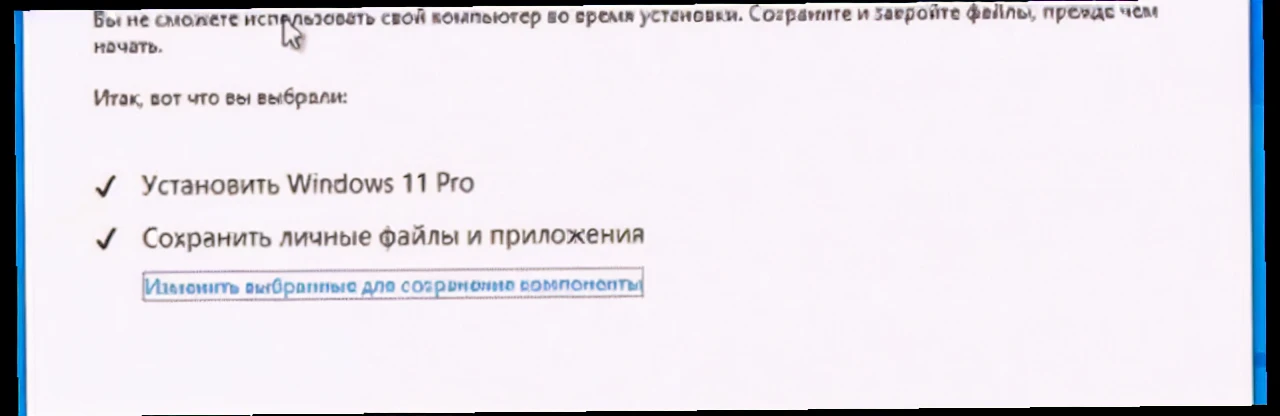 Вы не сможете использовать свой компьютер во время установки. Сохраните и закройте файлы, прежде чем
начать.
Итак, вот что вы выбрали:
Установить Windows 11 Pro
Сохранить личные файлы и приложения
Изменить выбранные для сохранения компоненты